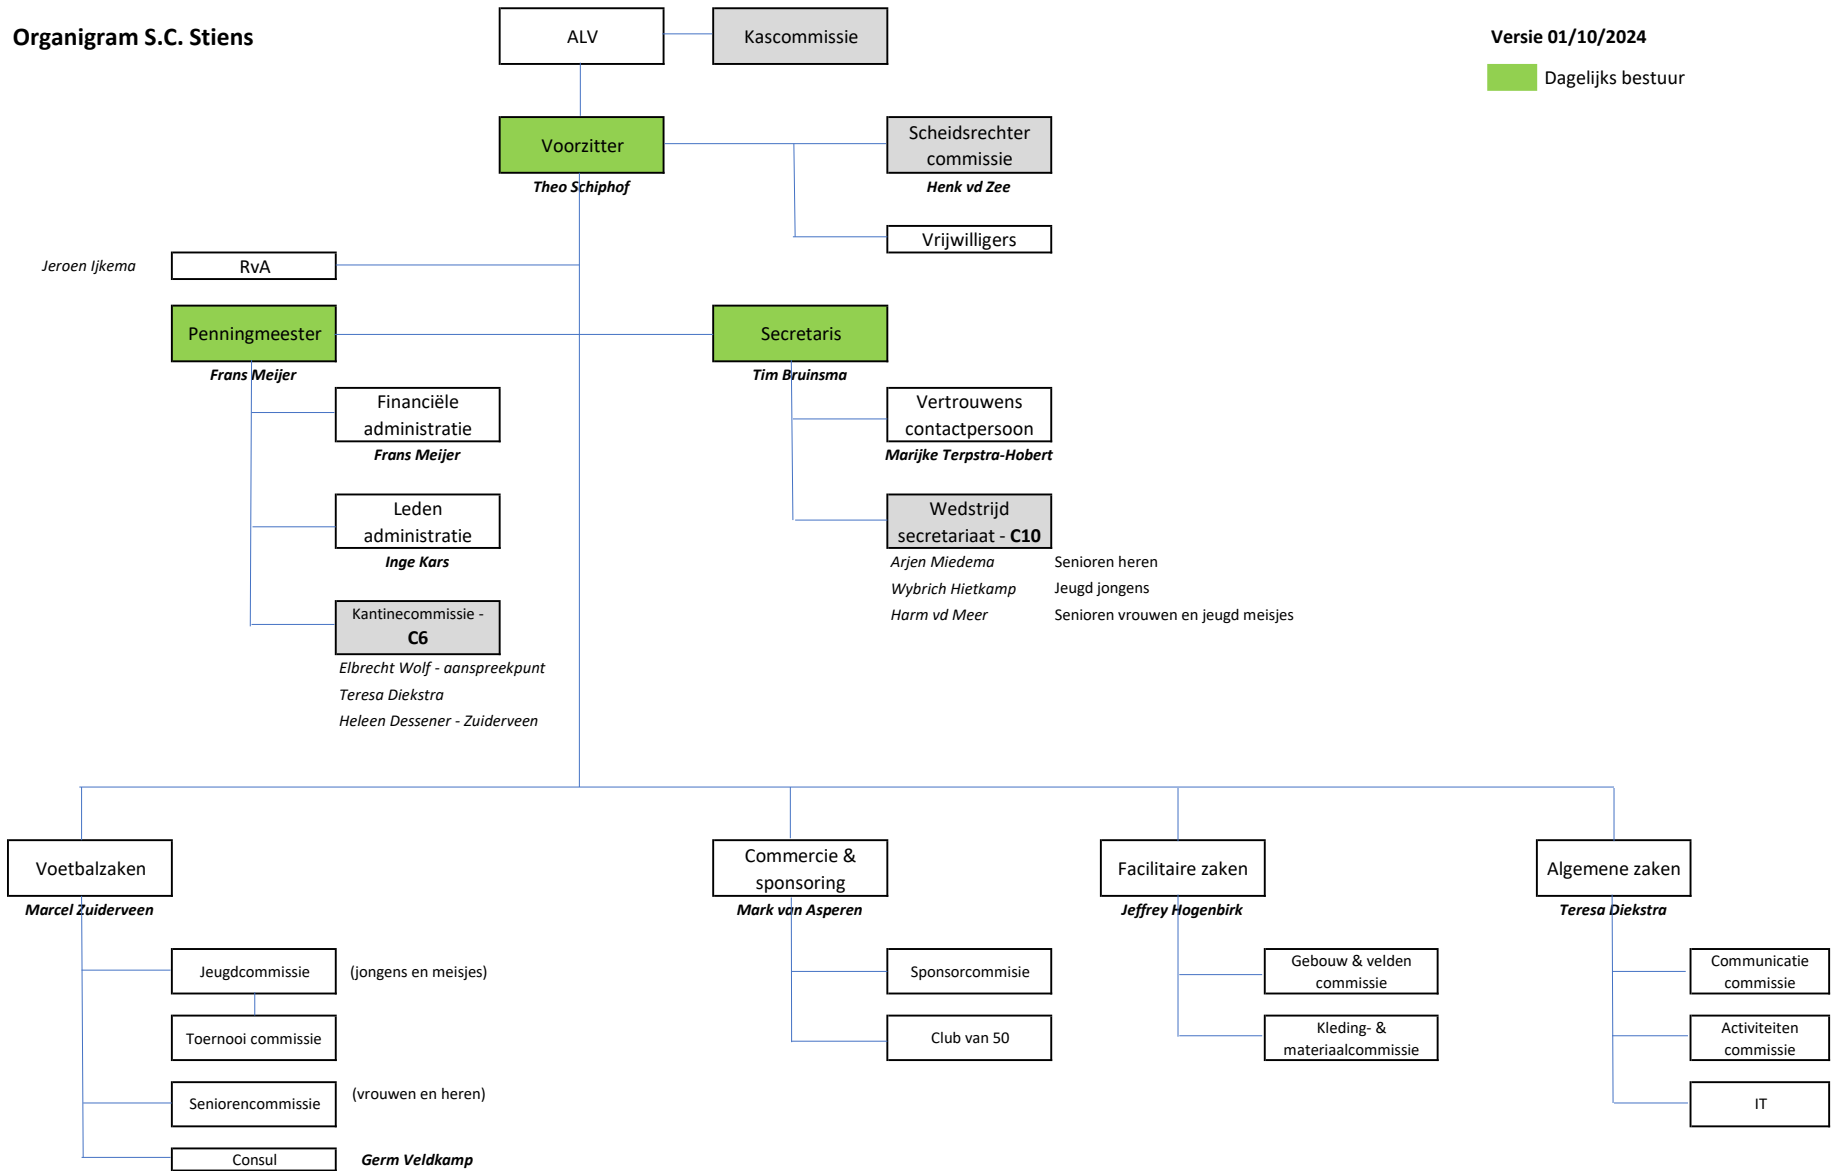 Organigram S.C. Stiens
ALV
Kascommissie
Versie 01/10/2024
Dagelijks bestuur
Voorzitter
Theo Schiphof
Scheidsrechter
commissie
Henk vd Zee
Vrijwilligers
Jeroen Ijkema
RvA
Penningmeester
Frans Meijer
Secretaris
Tim Bruinsma
Financiële
administratie
Frans Meijer
Vertrouwens
contactpersoon
Marijke Terpstra-Hobert
Leden
administratie
Inge Kars
Wedstrijd
secretariaat - C10
Arjen Miedema Senioren heren
Wybrich Hietkamp Jeugd jongens
Harm vd Meer Senioren vrouwen en jeugd meisjes
Kantinecommissie -
C6
Elbrecht Wolf - aanspreekpunt
Teresa Diekstra
Heleen Dessener - Zuiderveen
Voetbalzaken
Marcel Zuiderveen
Commercie &
sponsoring
Mark van Asperen
Facilitaire zaken
Jeffrey Hogenbirk
Algemene zaken
Teresa Diekstra
Jeugdcommissie (jongens en meisjes)
Toernooi commissie
Seniorencommissie (vrouwen en heren)
Consul Germ Veldkamp
Sponsorcommisie
Club van 50
Gebouw & velden
commissie
Kleding- &
materiaalcommissie
Communicatie
commissie
Activiteiten
commissie
IT